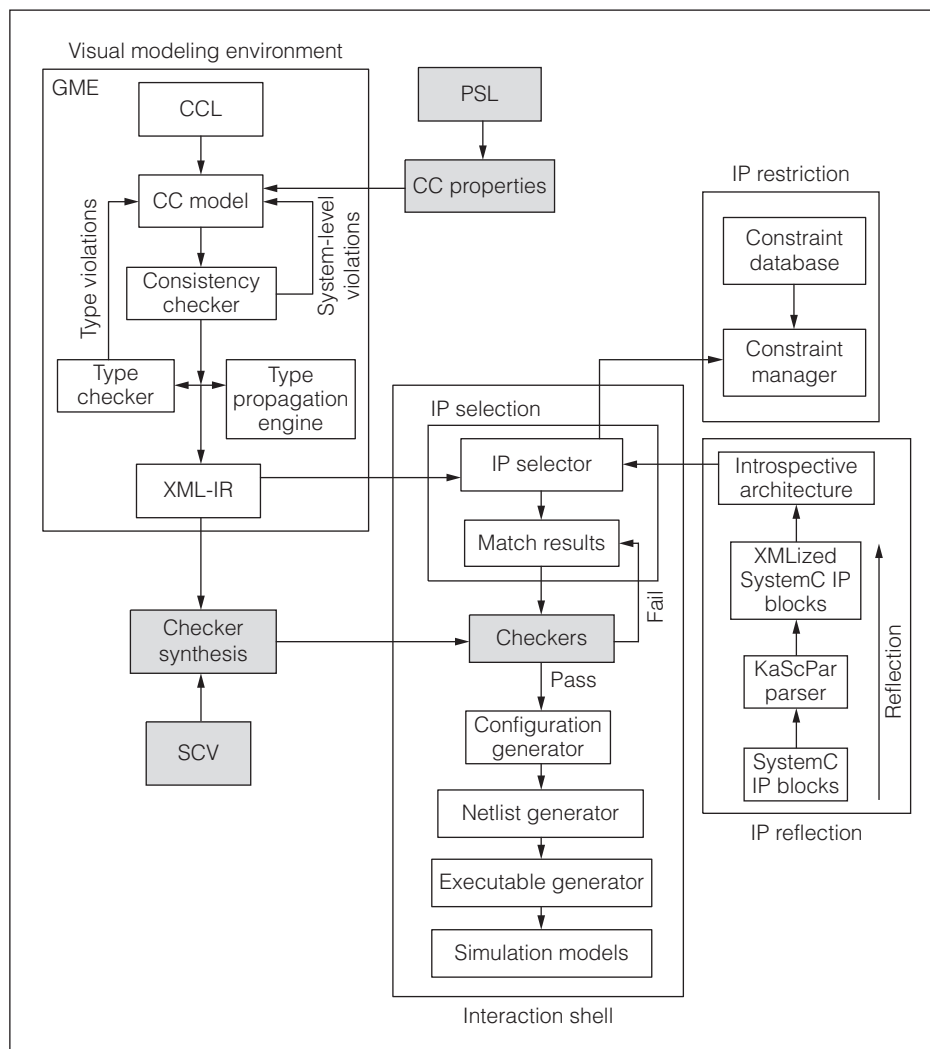 Visual modeling environment
GME
CCL
CC model
Type violations
System-level
violations
Consistency
checker
Type
checker
Type
propagation
engine
XML-IR
PSL
CC properties
Checker
synthesis
SCV
IP selection
IP selector
Match results
Fail
Checkers
Pass
Configuration
generator
Netlist generator
Executable generator
Simulation models
Interaction shell
IP restriction
Constraint
database
Constraint
manager
Introspective
architecture
XMLized
SystemC IP
blocks
KaScPar
parser
SystemC
IP blocks
Reflection
IP reflection